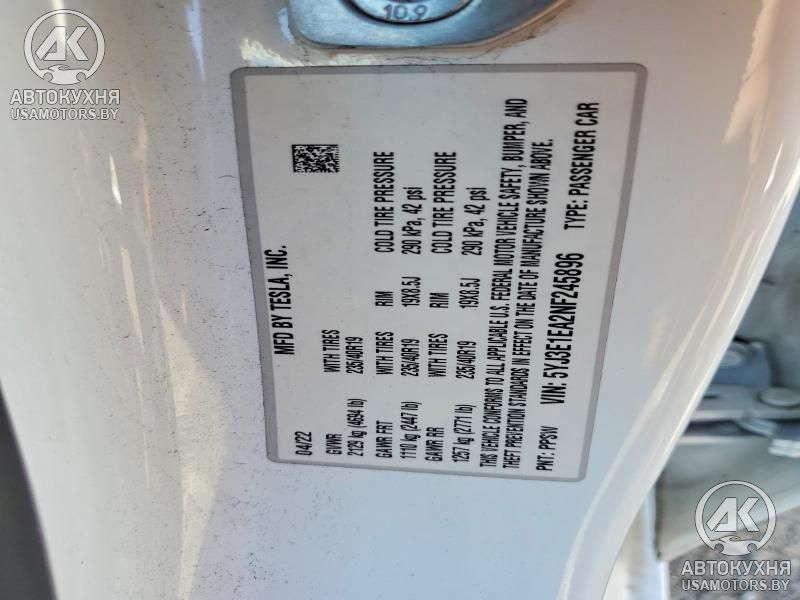 10.9
AK
АВТОКУХНЯ
USAMOTORS.BY
MFD BY TESLA, INC.
04/22
GVWR WITH TIRES RIM COLD TIRE PRESSURE
2129 kg (4694 lb) 235/40R19 19X8.5J 290 kPa, 42 psi
GAWR FRT WITH TIRES RIM COLD TIRE PRESSURE
1110 kg (2447 lb) 235/40R19 19X8.5J 290 kPa, 42 psi
GAWR RR
1257 kg (2771 lb) 235/40R19
THIS VEHICLE CONFORMS TO ALL APPLICABLE U.S. FEDERAL MOTOR VEHICLE SAFETY, BUMPER, AND
THEFT PREVENTION STANDARDS IN EFFECT ON THE DATE OF MANUFACTURE SHOWN ABOVE.
PNT: PPSW VIN: 5YJ3E1EA2NF245896 TYPE: PASSENGER CAR
AK
АВТОКУХНЯ
USAMOTORS.BY